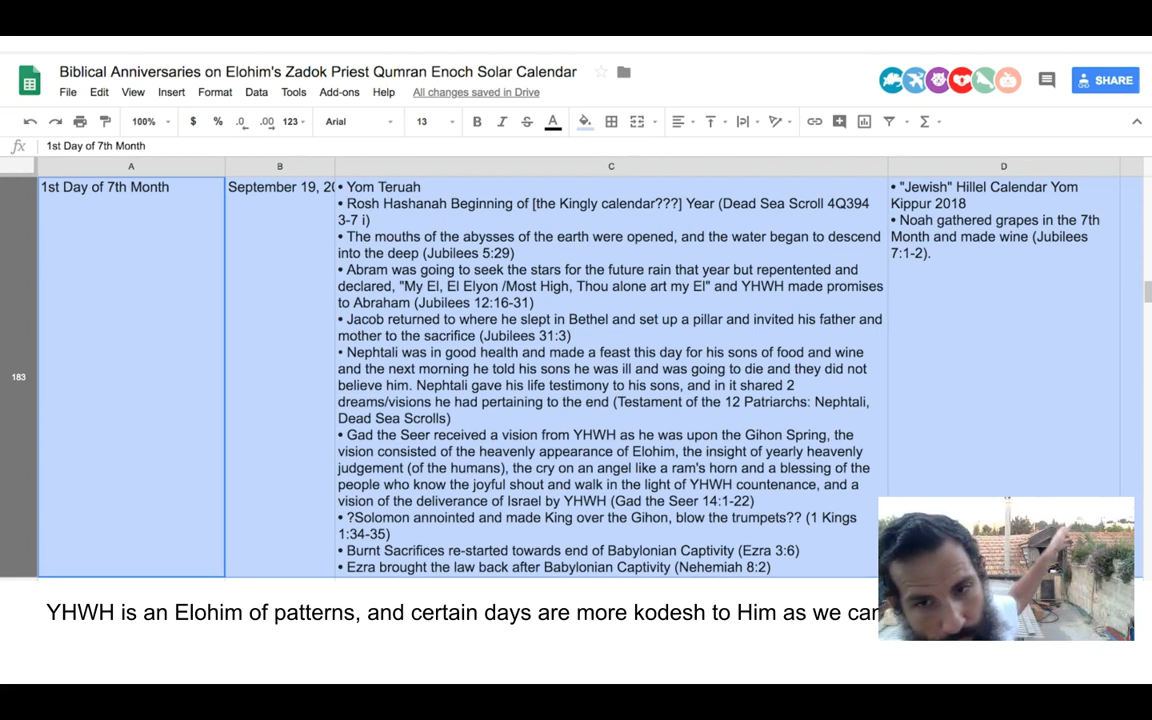 Biblical Anniversaries on Elohim's Zadok Priest Qumran Enoch Solar Calendar
File Edit View Insert Format Data Tools Add-ons Help All changes saved in Drive
SHARE
100% $ % .0 .00 123 Arial 13 B I S A Σ
fx 1st Day of 7th Month
A B C D
183
1st Day of 7th Month
September 19, 20
• Yom Teruah
• Rosh Hashanah Beginning of [the Kingly calendar???] Year (Dead Sea Scroll 4Q394
3-7 i)
• The mouths of the abysses of the earth were opened, and the water began to descend
into the deep (Jubilees 5:29)
• Abram was going to seek the stars for the future rain that year but repentented and
declared, "My El, El Elyon /Most High, Thou alone art my El" and YHWH made promises
to Abraham (Jubilees 12:16-31)
• Jacob returned to where he slept in Bethel and set up a pillar and invited his father and
mother to the sacrifice (Jubilees 31:3)
• Nephtali was in good health and made a feast this day for his sons of food and wine
and the next morning he told his sons he was ill and was going to die and they did not
believe him. Nephtali gave his life testimony to his sons, and in it shared 2
dreams/visions he had pertaining to the end (Testament of the 12 Patriarchs: Nephtali,
Dead Sea Scrolls)
• Gad the Seer received a vision from YHWH as he was upon the Gihon Spring, the
vision consisted of the heavenly appearance of Elohim, the insight of yearly heavenly
judgement (of the humans), the cry on an angel like a ram's horn and a blessing of the
people who know the joyful shout and walk in the light of YHWH countenance, and a
vision of the deliverance of Israel by YHWH (Gad the Seer 14:1-22)
• ?Solomon annointed and made King over the Gihon, blow the trumpets?? (1 Kings
1:34-35)
• Burnt Sacrifices re-started towards end of Babylonian Captivity (Ezra 3:6)
• Ezra brought the law back after Babylonian Captivity (Nehemiah 8:2)
• "Jewish" Hillel Calendar Yom
Kippur 2018
• Noah gathered grapes in the 7th
Month and made wine (Jubilees
7:1-2).
YHWH is an Elohim of patterns, and certain days are more kodesh to Him as we can